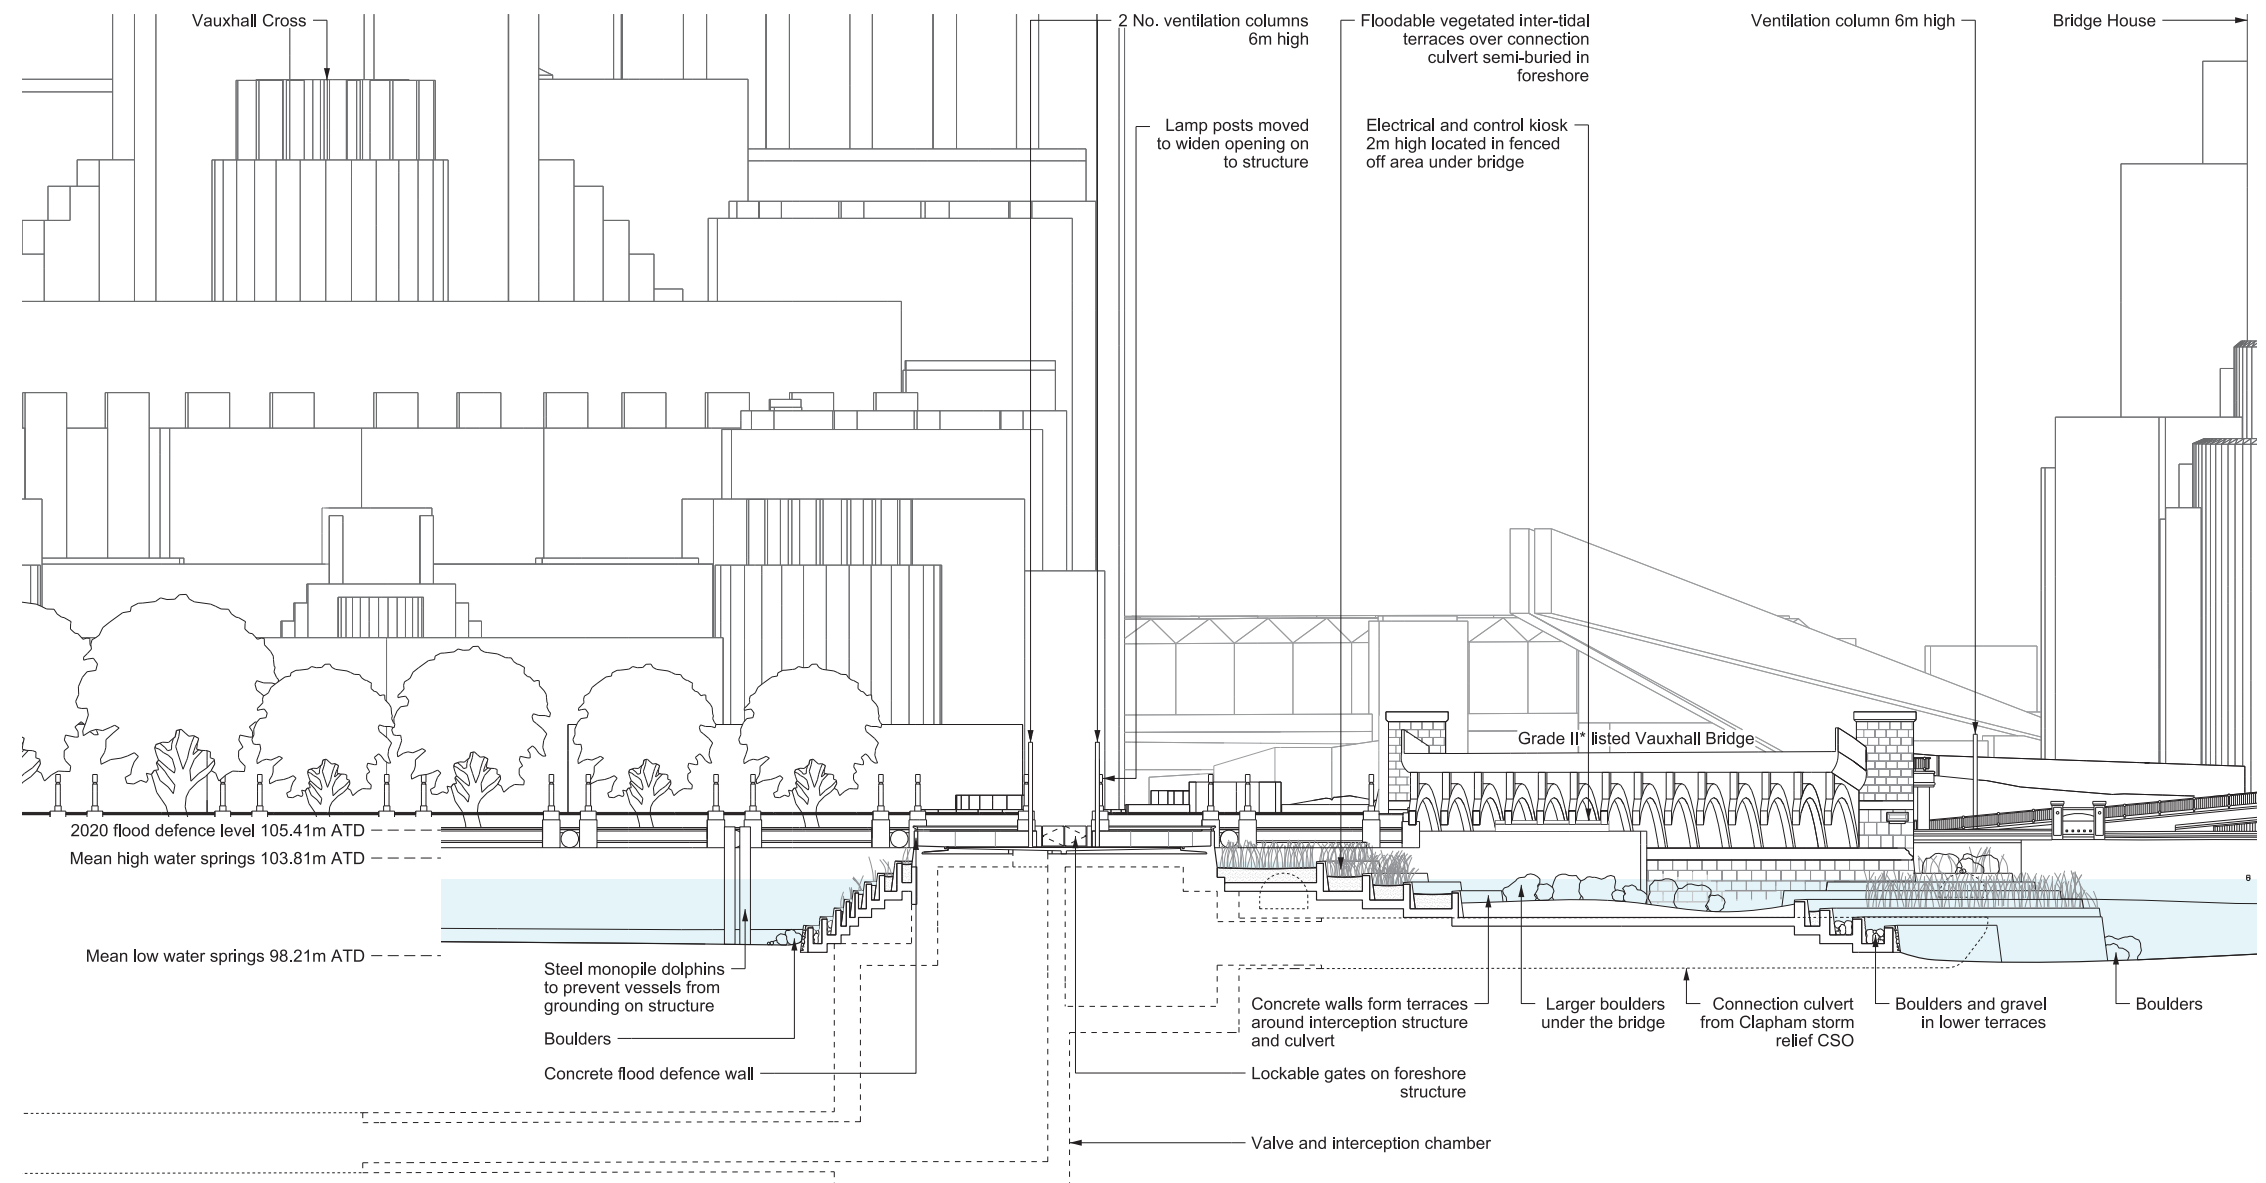 Vauxhall Cross
2 No. ventilation columns
6m high
Floodable vegetated inter-tidal
terraces over connection
culvert semi-buried in
foreshore
Ventilation column 6m high
Bridge House
Lamp posts moved
to widen opening on
to structure
Electrical and control kiosk
2m high located in fenced
off area under bridge
Grade II* listed Vauxhall Bridge
2020 flood defence level 105.41m ATD
Mean high water springs 103.81m ATD
Mean low water springs 98.21m ATD
Steel monopile dolphins
to prevent vessels from
grounding on structure
Boulders
Concrete flood defence wall
Concrete walls form terraces
around interception structure
and culvert
Larger boulders
under the bridge
Connection culvert
from Clapham storm
relief CSO
Boulders and gravel
in lower terraces
Boulders
Lockable gates on foreshore
structure
Valve and interception chamber